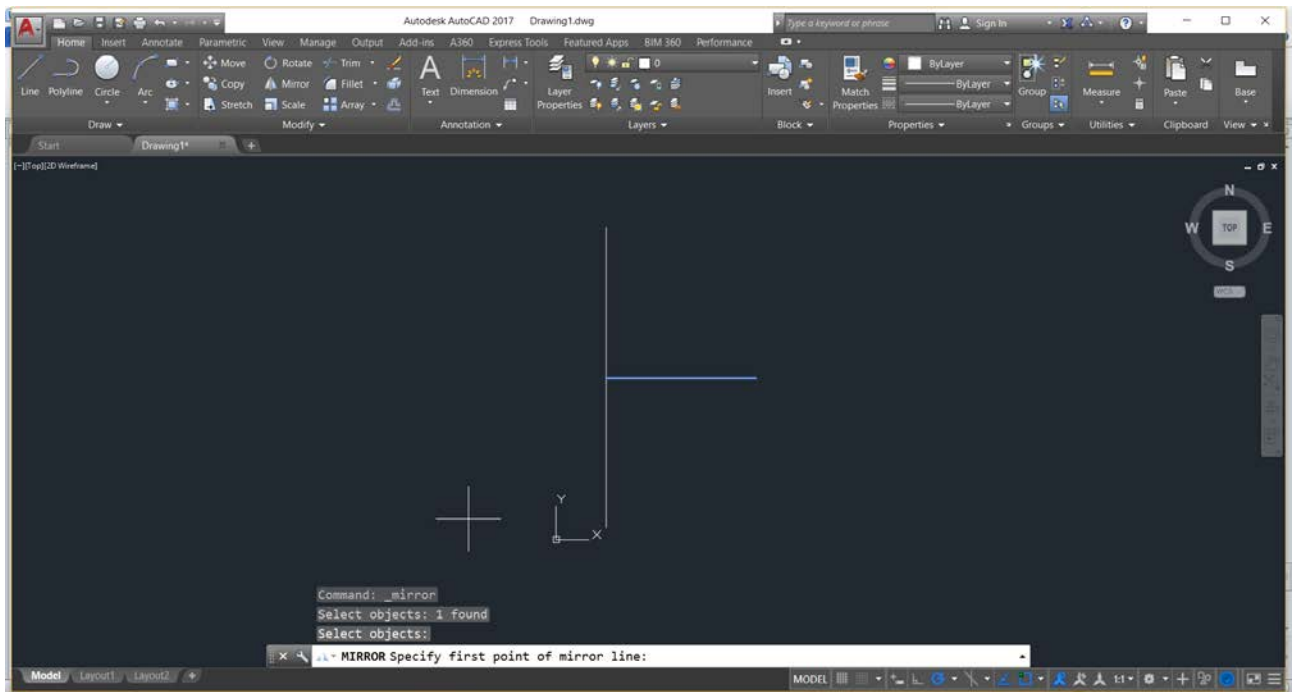 Autodesk AutoCAD 2017 Drawing1.dwg Type a keyword or phrase Sign In
Home Insert Annotate Parametric View Manage Output Add-ins A360 Express Tools Featured Apps BIM 360 Performance
Line Polyline Circle Arc
Move Rotate Trim
Copy Mirror Fillet
Stretch Scale Array
Text Dimension
Layer Properties
0
Insert
Match Properties
ByLayer
ByLayer
ByLayer
Group
Measure
Paste
Base
Draw Modify Annotation Layers Block Properties Groups Utilities Clipboard View
Start Drawing1*
[-][Top][2D Wireframe]
N
W TOP E
S
WCS
Y
X
Command: _mirror
Select objects: 1 found
Select objects:
MIRROR Specify first point of mirror line:
Model Layout1 Layout2 +
MODEL 1:1